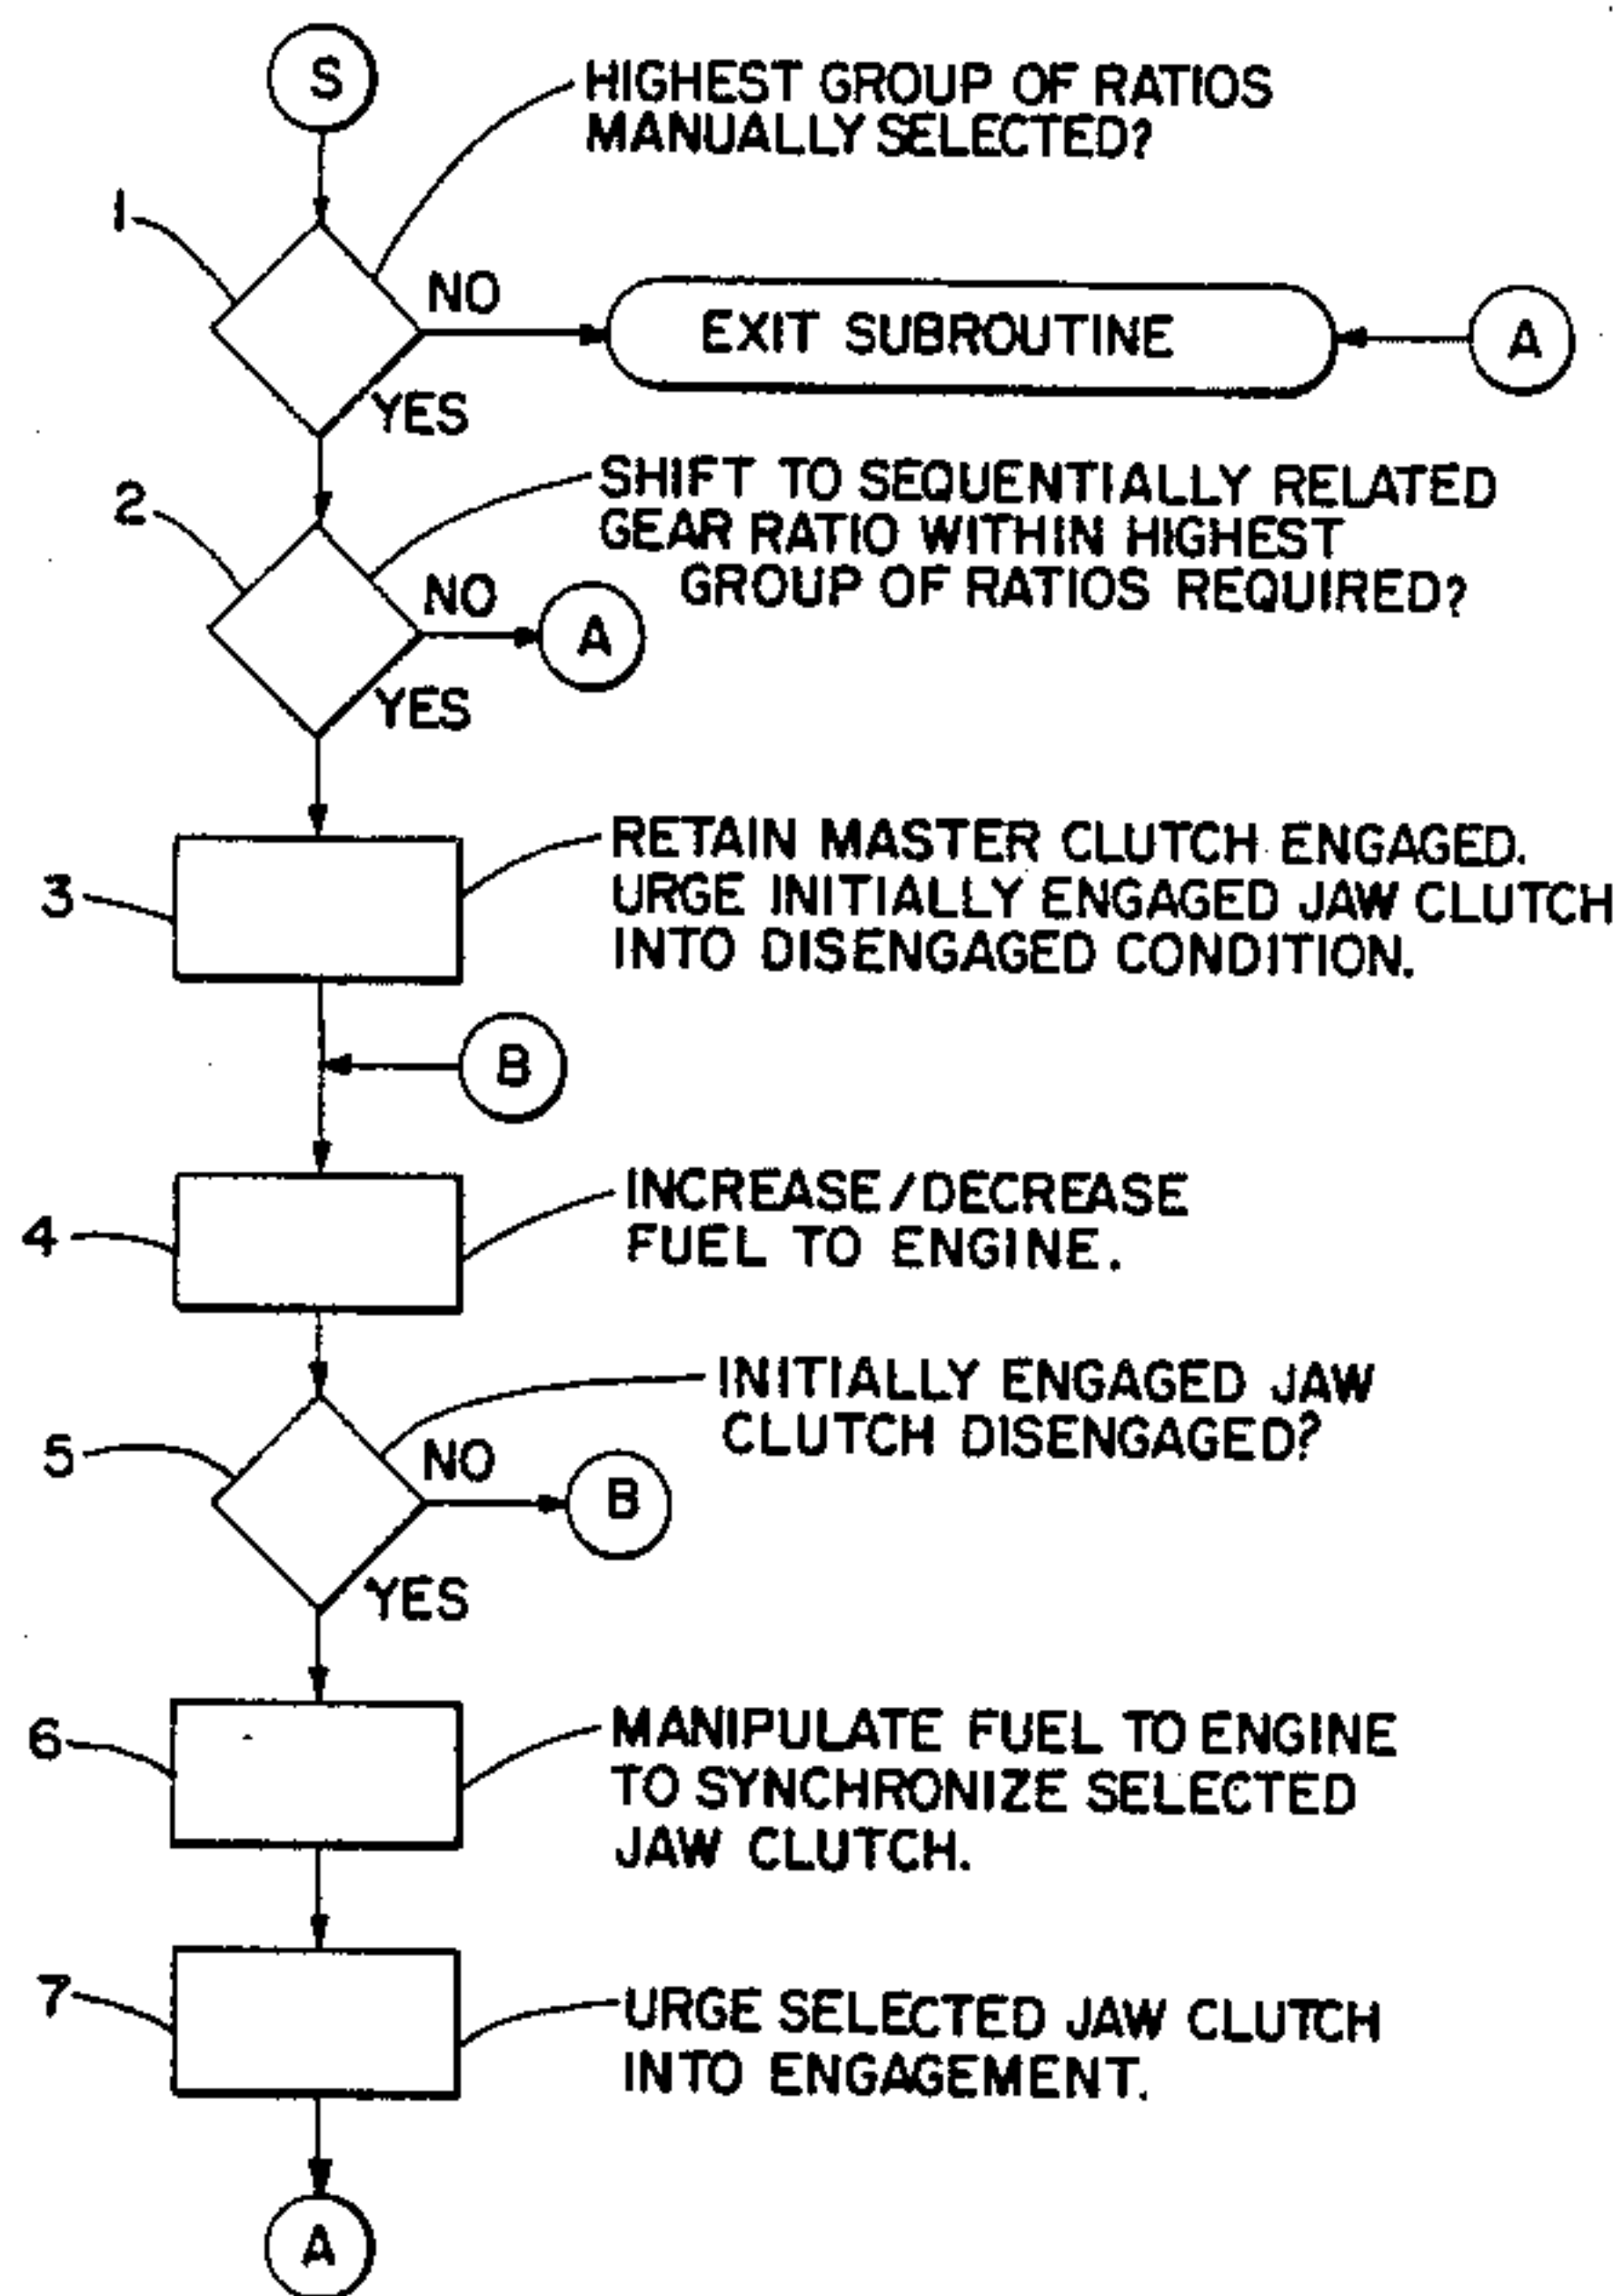 S
HIGHEST GROUP OF RATIOS
MANUALLY SELECTED?
1
NO
EXIT SUBROUTINE
A
YES
2
SHIFT TO SEQUENTIALLY RELATED
GEAR RATIO WITHIN HIGHEST
GROUP OF RATIOS REQUIRED?
NO
A
YES
3
RETAIN MASTER CLUTCH ENGAGED.
URGE INITIALLY ENGAGED JAW CLUTCH
INTO DISENGAGED CONDITION.
B
4
INCREASE/DECREASE
FUEL TO ENGINE.
5
INITIALLY ENGAGED JAW
CLUTCH DISENGAGED?
NO
B
YES
6
MANIPULATE FUEL TO ENGINE
TO SYNCHRONIZE SELECTED
JAW CLUTCH.
7
URGE SELECTED JAW CLUTCH
INTO ENGAGEMENT.
A